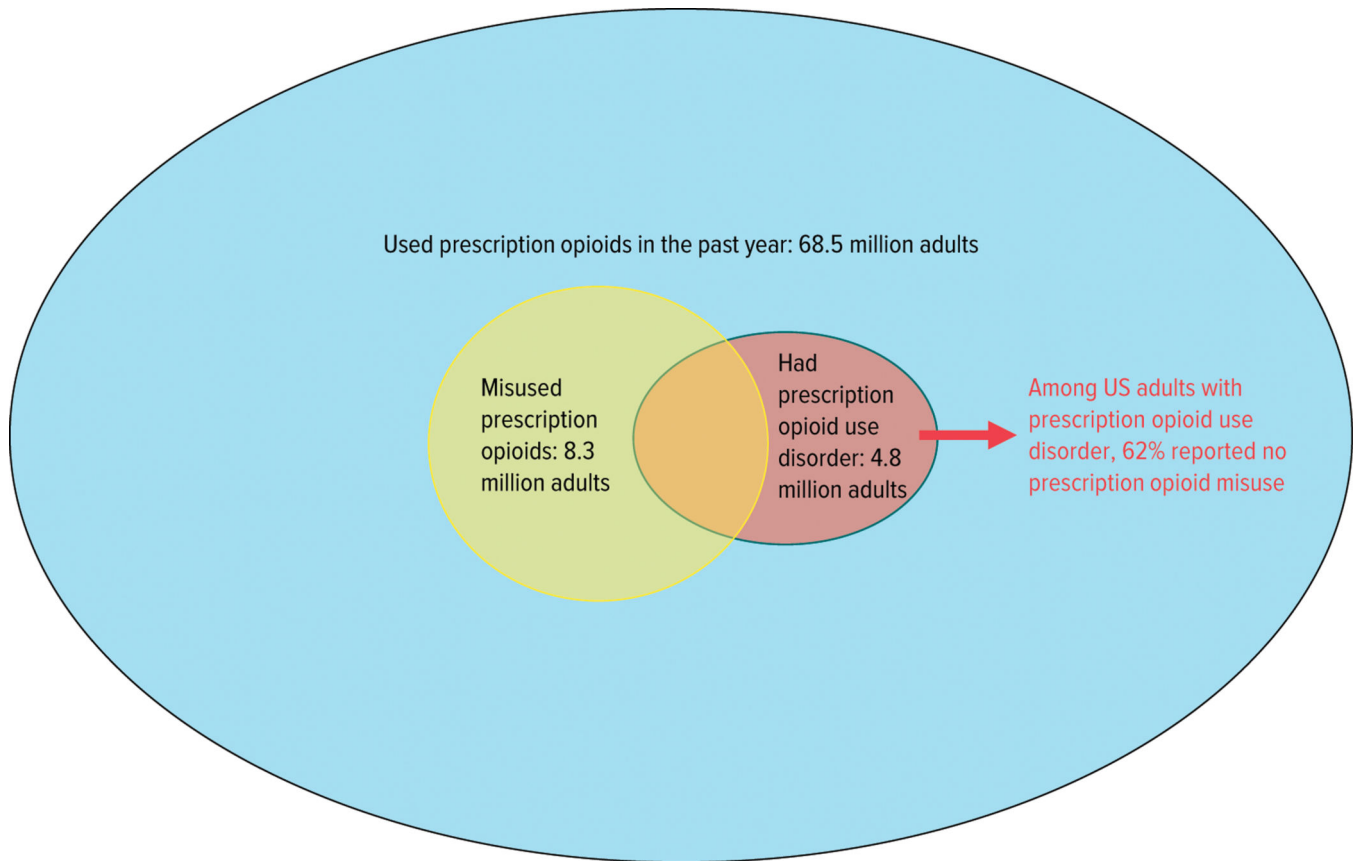 Used prescription opioids in the past year: 68.5 million adults
Misused
prescription
opioids: 8.3
million adults
Had
prescription
opioid use
disorder: 4.8
million adults
Among US adults with
prescription opioid use
disorder, 62% reported no
prescription opioid misuse